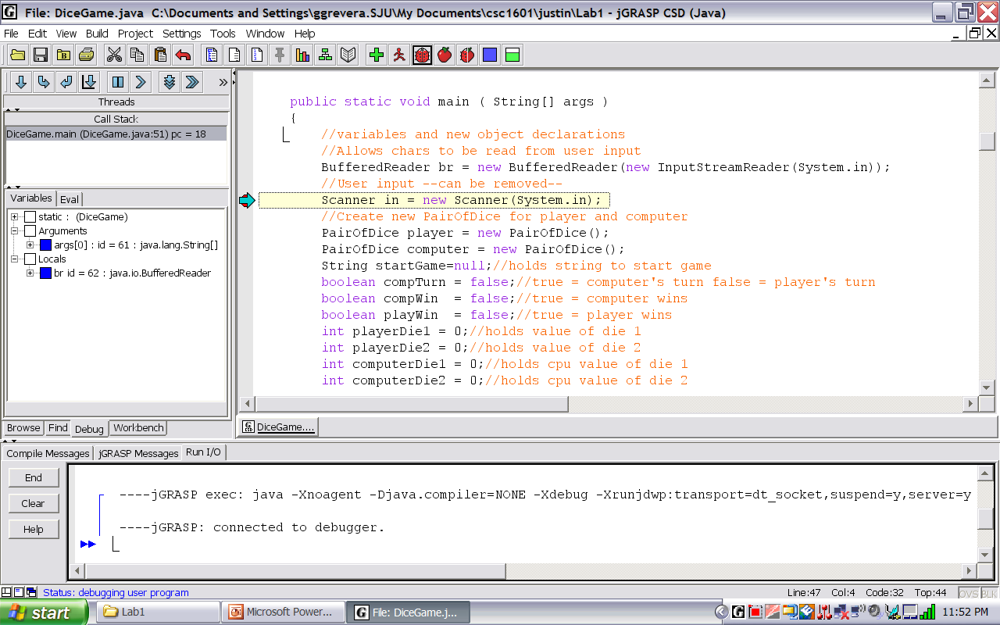 File: DiceGame.java  C:\Documents and Settings\ggrevera.SJU\My Documents\csc1601\justin\Lab1 - jGRASP CSD (Java)
File Edit View Build Project Settings Tools Window Help
Threads
Call Stack
DiceGame.main (DiceGame.java:51) pc = 18
Variables Eval
static : (DiceGame)
Arguments
args[0] : id = 61 : java.lang.String[]
Locals
br id = 62 : java.io.BufferedReader
Browse Find Debug Workbench
public static void main ( String[] args )
{
//variables and new object declarations
//Allows chars to be read from user input
BufferedReader br = new BufferedReader(new InputStreamReader(System.in));
//User input --can be removed--
Scanner in = new Scanner(System.in);
//Create new PairOfDice for player and computer
PairOfDice player = new PairOfDice();
PairOfDice computer = new PairOfDice();
String startGame=null;//holds string to start game
boolean compTurn = false;//true = computer's turn false = player's turn
boolean compWin  = false;//true = computer wins
boolean playWin  = false;//true = player wins
int playerDie1 = 0;//holds value of die 1
int playerDie2 = 0;//holds value of die 2
int computerDie1 = 0;//holds cpu value of die 1
int computerDie2 = 0;//holds cpu value of die 2
DiceGame....
Compile Messages jGRASP Messages Run I/O
End
Clear
Help
----jGRASP exec: java -Xnoagent -Djava.compiler=NONE -Xdebug -Xrunjdwp:transport=dt_socket,suspend=y,server=y
----jGRASP: connected to debugger.
Status: debugging user program
Line:47 Col:4 Code:32 Top:44 OVS BLK
start Lab1 Microsoft Power... File: DiceGame.j... 11:52 PM